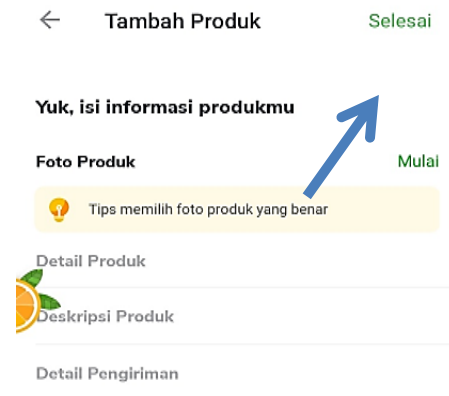 Tambah Produk Selesai
Yuk, isi informasi produkmu
Foto Produk Mulai
Tips memilih foto produk yang benar
Detail Produk
Deskripsi Produk
Detail Pengiriman